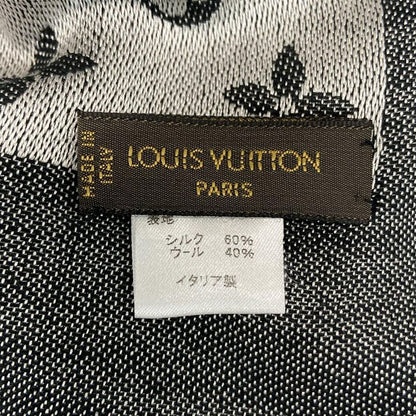 MADE IN
ITALY
LOUIS VUITTON
PARIS
表地
シルク 60%
ウール 40%
イタリア製